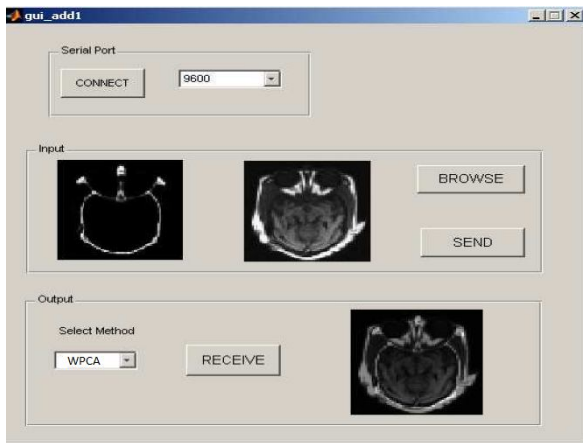 gui_add1
Serial Port
CONNECT 9600
Input
BROWSE
SEND
Output
Select Method
WPCA RECEIVE